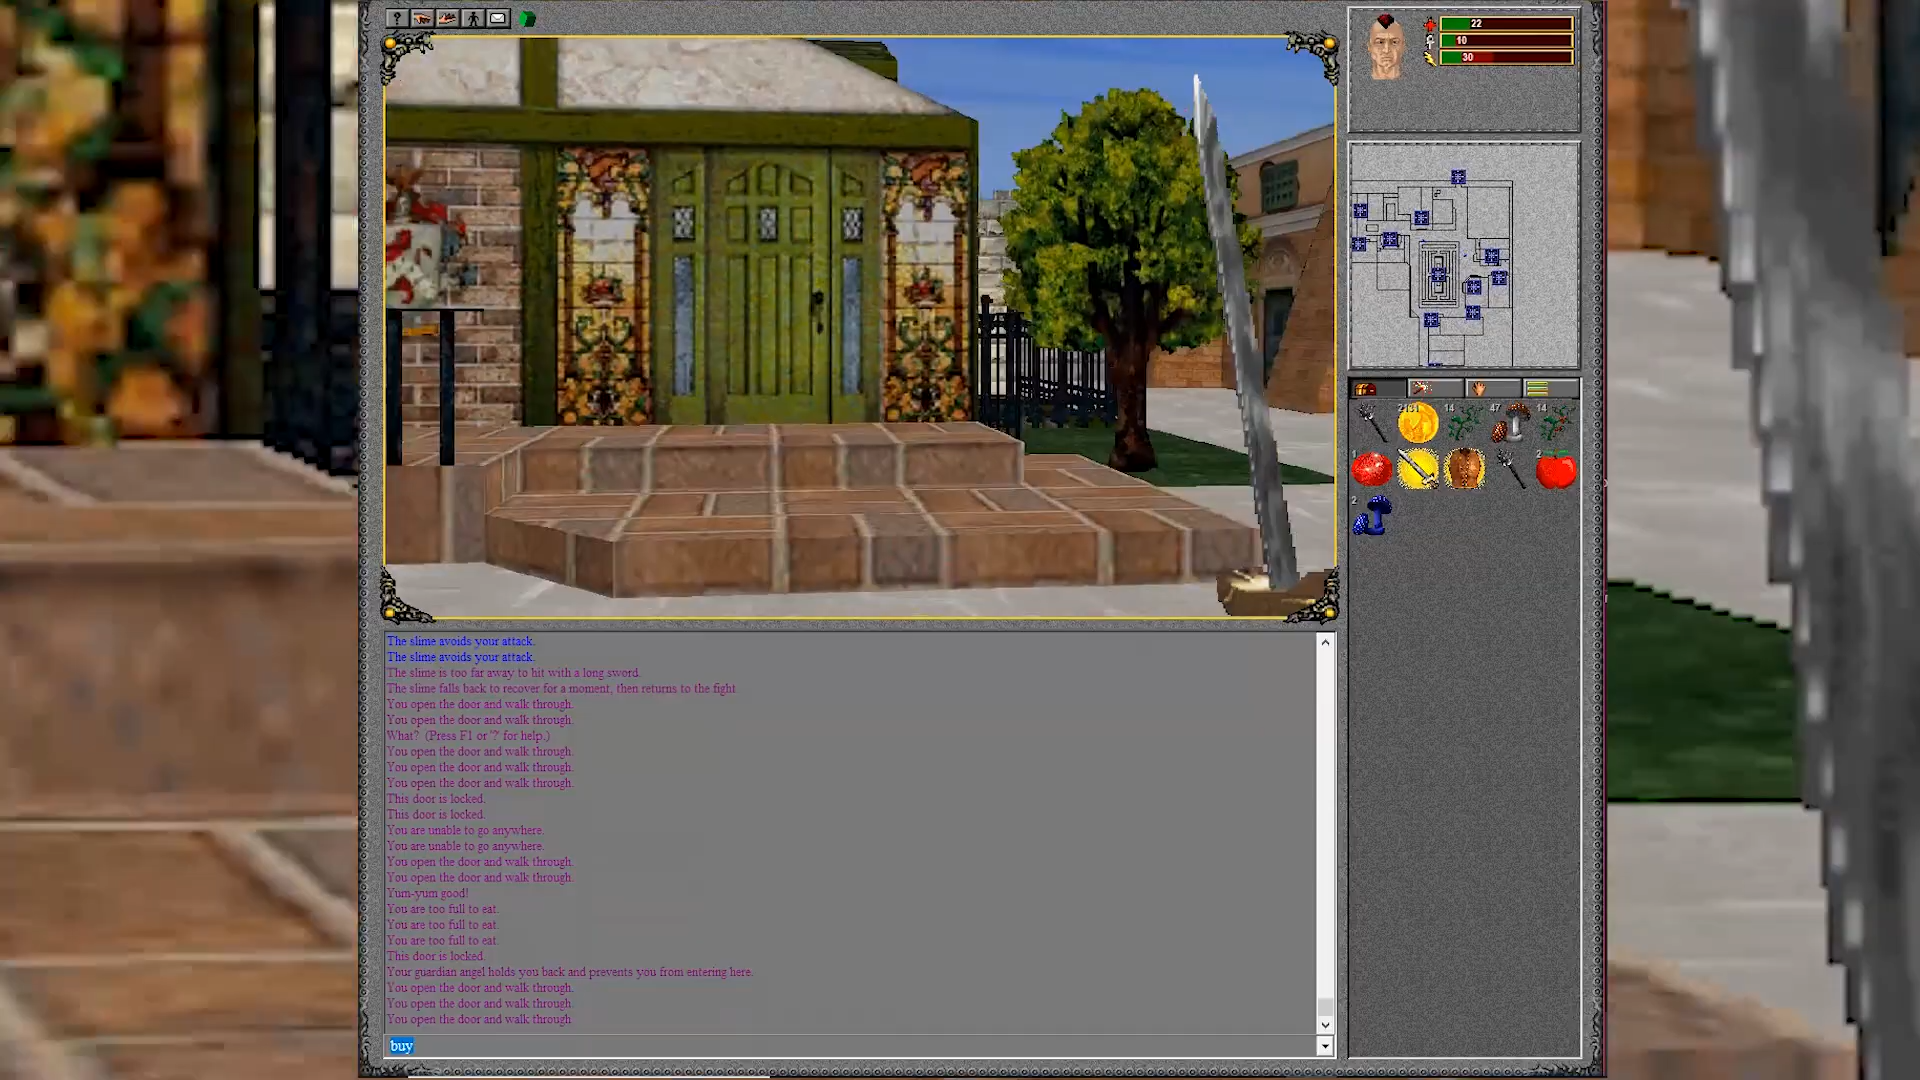 ?
22
10
30
2131 14 47 14
1 2
2
The slime avoids your attack.
The slime avoids your attack.
The slime is too far away to hit with a long sword.
The slime falls back to recover for a moment, then returns to the fight.
You open the door and walk through.
You open the door and walk through.
What?  (Press F1 or '?' for help.)
You open the door and walk through.
You open the door and walk through.
You open the door and walk through.
This door is locked.
This door is locked.
You are unable to go anywhere.
You are unable to go anywhere.
You open the door and walk through.
You open the door and walk through.
Yum-yum good!
You are too full to eat.
You are too full to eat.
You are too full to eat.
This door is locked.
Your guardian angel holds you back and prevents you from entering here.
You open the door and walk through.
You open the door and walk through.
You open the door and walk through.
buy